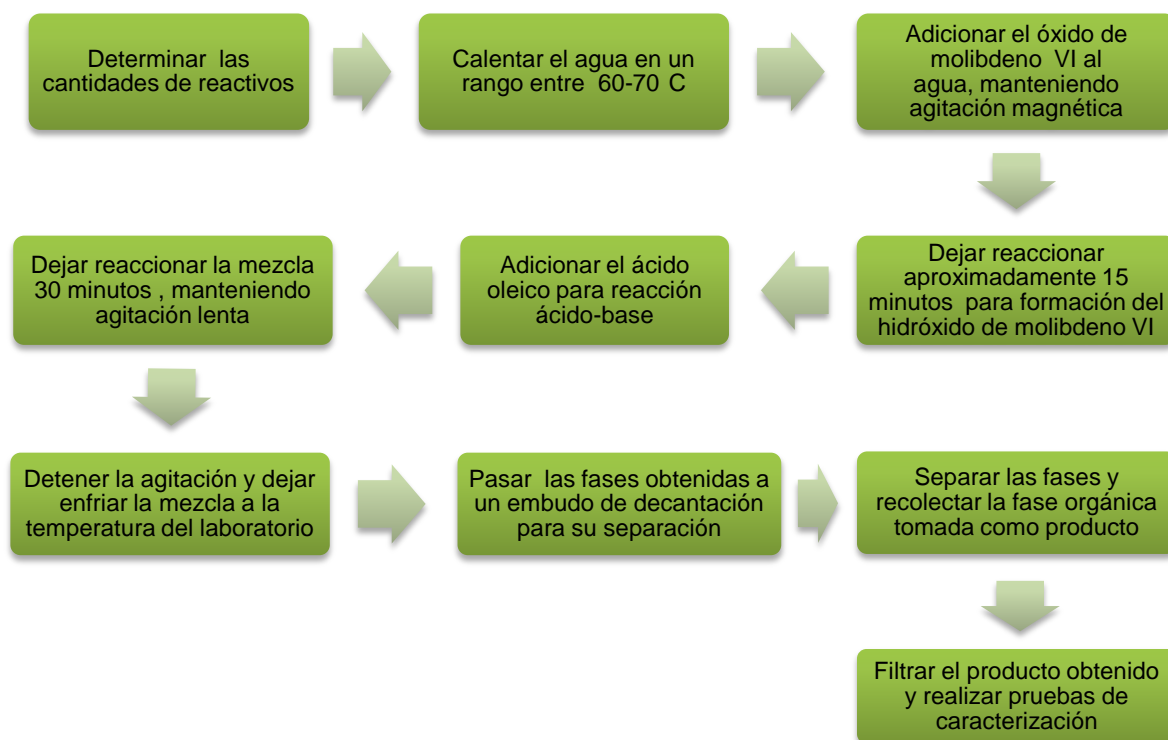 Determinar las
cantidades de reactivos
Calentar el agua en un
rango entre 60-70 C
Adicionar el óxido de
molibdeno VI al
agua, manteniendo
agitación magnética
Dejar reaccionar
aproximadamente 15
minutos para formación del
hidróxido de molibdeno VI
Adicionar el ácido
oleico para reacción
ácido-base
Dejar reaccionar la mezcla
30 minutos , manteniendo
agitación lenta
Detener la agitación y dejar
enfriar la mezcla a la
temperatura del laboratorio
Pasar las fases obtenidas a
un embudo de decantación
para su separación
Separar las fases y
recolectar la fase orgánica
tomada como producto
Filtrar el producto obtenido
y realizar pruebas de
caracterización